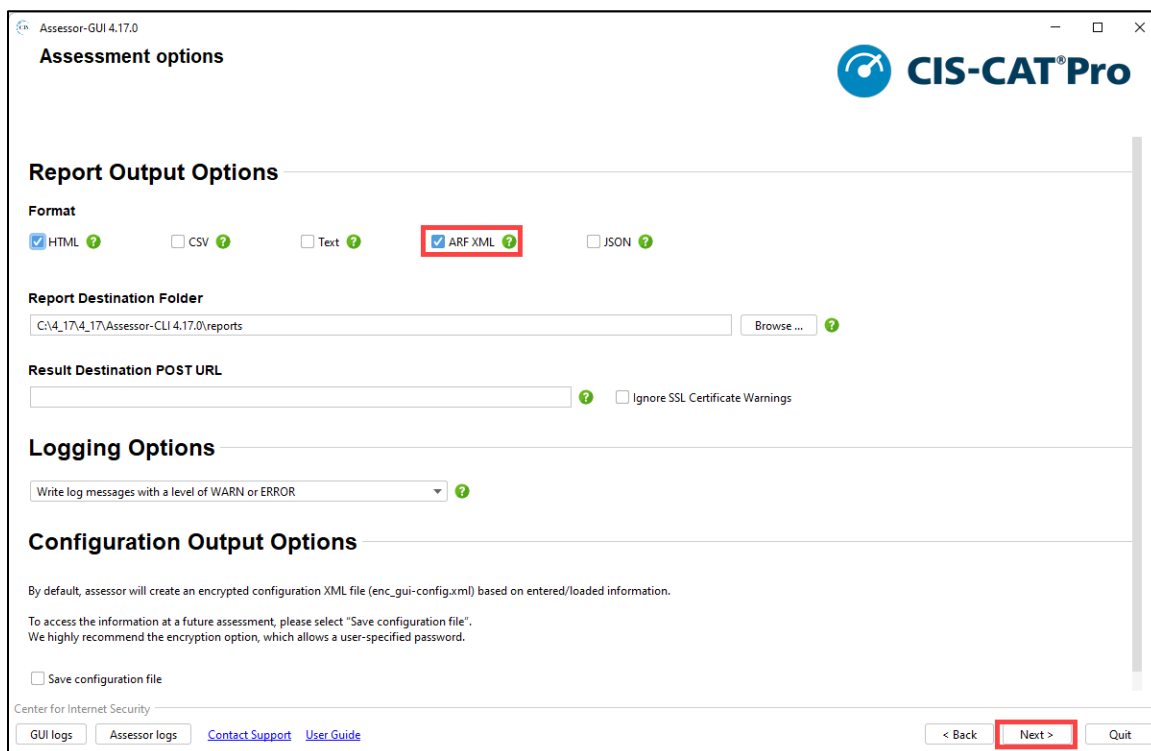 CIS Assessor-GUI 4.17.0
Assessment options
CIS-CAT®Pro
Report Output Options
Format
HTML ? CSV ? Text ? ARF XML ? JSON ?
Report Destination Folder
C:\4_17\4_17\Assessor-CLI 4.17.0\reports Browse ... ?
Result Destination POST URL
? Ignore SSL Certificate Warnings
Logging Options
Write log messages with a level of WARN or ERROR ?
Configuration Output Options
By default, assessor will create an encrypted configuration XML file (enc_gui-config.xml) based on entered/loaded information.
To access the information at a future assessment, please select "Save configuration file".
We highly recommend the encryption option, which allows a user-specified password.
Save configuration file
Center for Internet Security
GUI logs Assessor logs Contact Support User Guide < Back Next > Quit